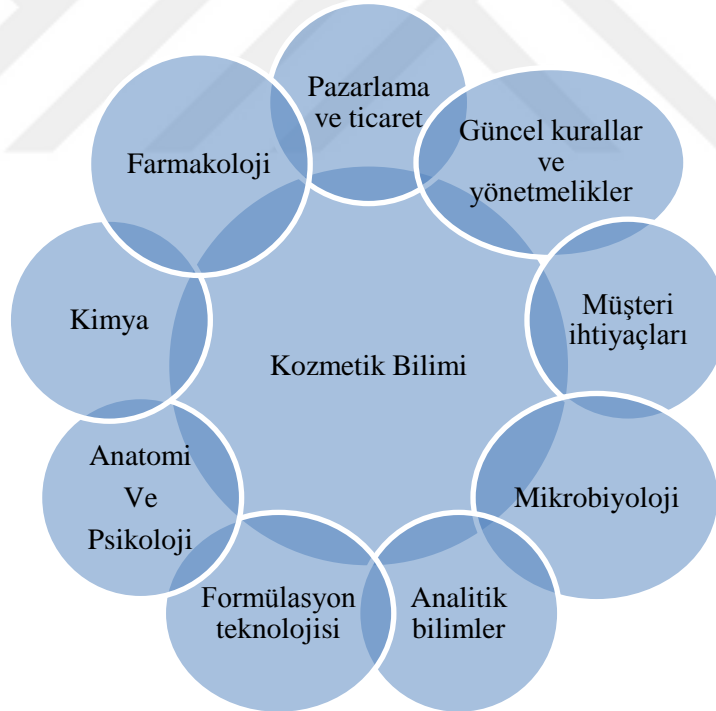 Pazarlama
ve ticaret
Güncel kurallar
ve
yönetmelikler
Müşteri
ihtiyaçları
Mikrobiyoloji
Analitik
bilimler
Formülasyon
teknolojisi
Anatomi
Ve
Psikoloji
Kimya
Farmakoloji
Kozmetik Bilimi